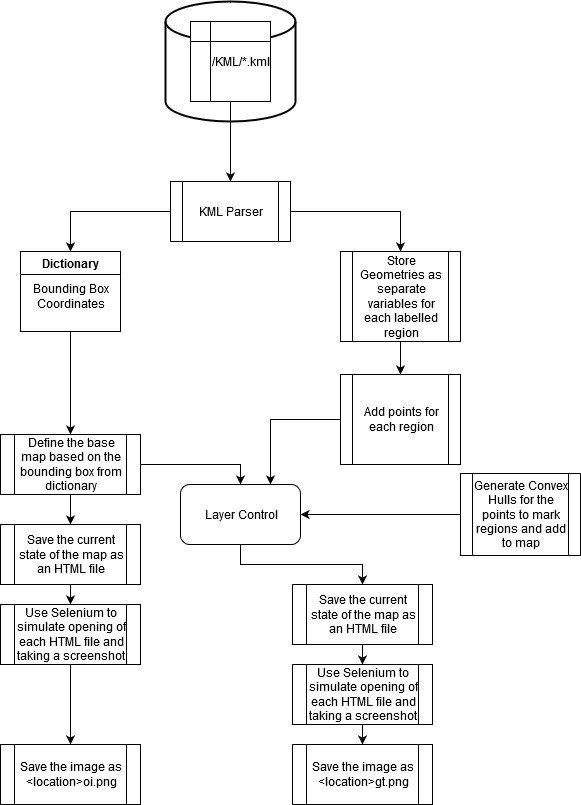 /KML/*.kml
KML Parser
Dictionary
Bounding Box
Coordinates
Store
Geometries as
separate
variables for
each labelled
region
Add points for
each region
Define the base
map based on the
bounding box from
dictionary
Layer Control
Generate Convex
Hulls for the
points to mark
regions and add
to map
Save the current
state of the map as
an HTML file
Use Selenium to
simulate opening of
each HTML file and
taking a screenshot
Save the image as
<location>oi.png
Save the current
state of the map as
an HTML file
Use Selenium to
simulate opening of
each HTML file and
taking a screenshot
Save the image as
<location>gt.png